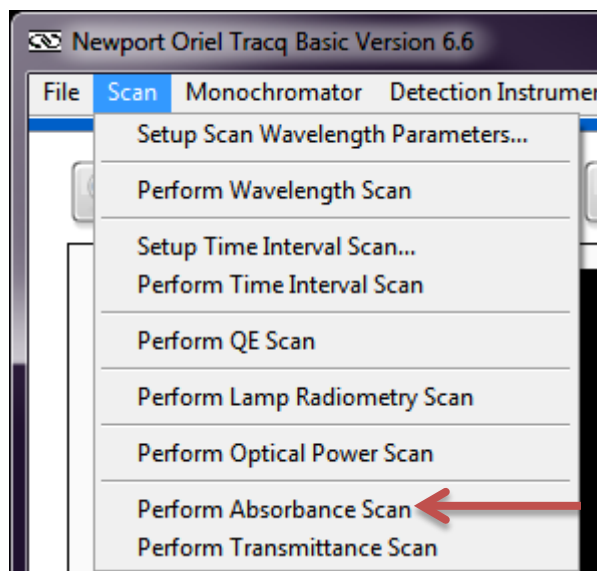 Newport Oriel Tracq Basic Version 6.6
File Scan Monochromator Detection Instrumen
Setup Scan Wavelength Parameters...
Perform Wavelength Scan
Setup Time Interval Scan...
Perform Time Interval Scan
Perform QE Scan
Perform Lamp Radiometry Scan
Perform Optical Power Scan
Perform Absorbance Scan
Perform Transmittance Scan